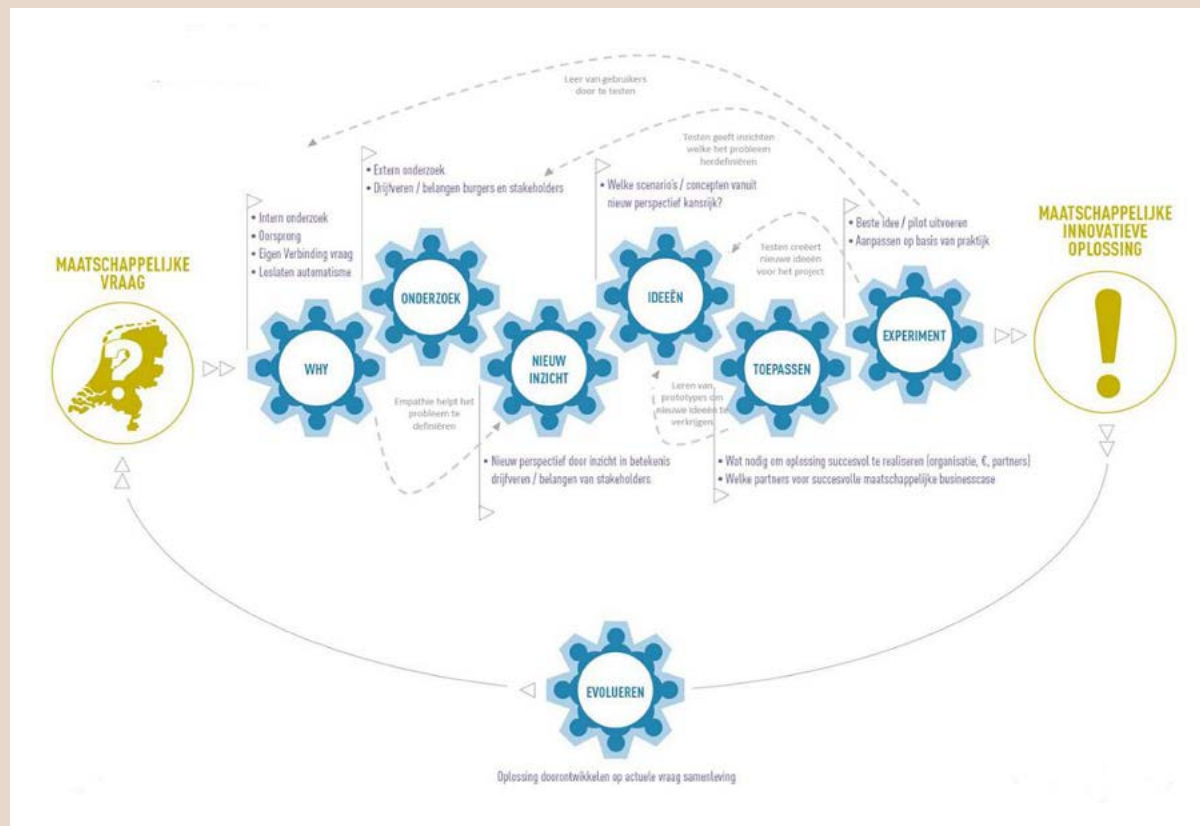 Leer van gebruikers
door te testen
Testen geeft inzichten
welke het probleem
herdefiniëren
• Extern onderzoek
• Drijfveren / belangen burgers en stakeholders
• Welke scenario's / concepten vanuit
nieuw perspectief kansrijk?
• Intern onderzoek
• Oorsprong
• Eigen Verbinding vraag
• Loslaten automatisme
• Beste idee / pilot uitvoeren
• Aanpassen op basis van praktijk
Testen creëert
nieuwe ideeën
voor het project
MAATSCHAPPELIJKE
VRAAG
?
WHY
ONDERZOEK
NIEUW
INZICHT
IDEEËN
TOEPASSEN
EXPERIMENT
MAATSCHAPPELIJKE
INNOVATIEVE
OPLOSSING
!
Empathie helpt het
probleem te
definiëren
Leren van
prototypes om
nieuwe ideeën te
verkrijgen
• Nieuw perspectief door inzicht in betekenis
drijfveren / belangen van stakeholders
• Wat nodig om oplossing succesvol te realiseren (organisatie, €, partners)
• Welke partners voor succesvolle maatschappelijke businesscase
EVOLUEREN
Oplossing doorontwikkelen op actuele vraag samenleving